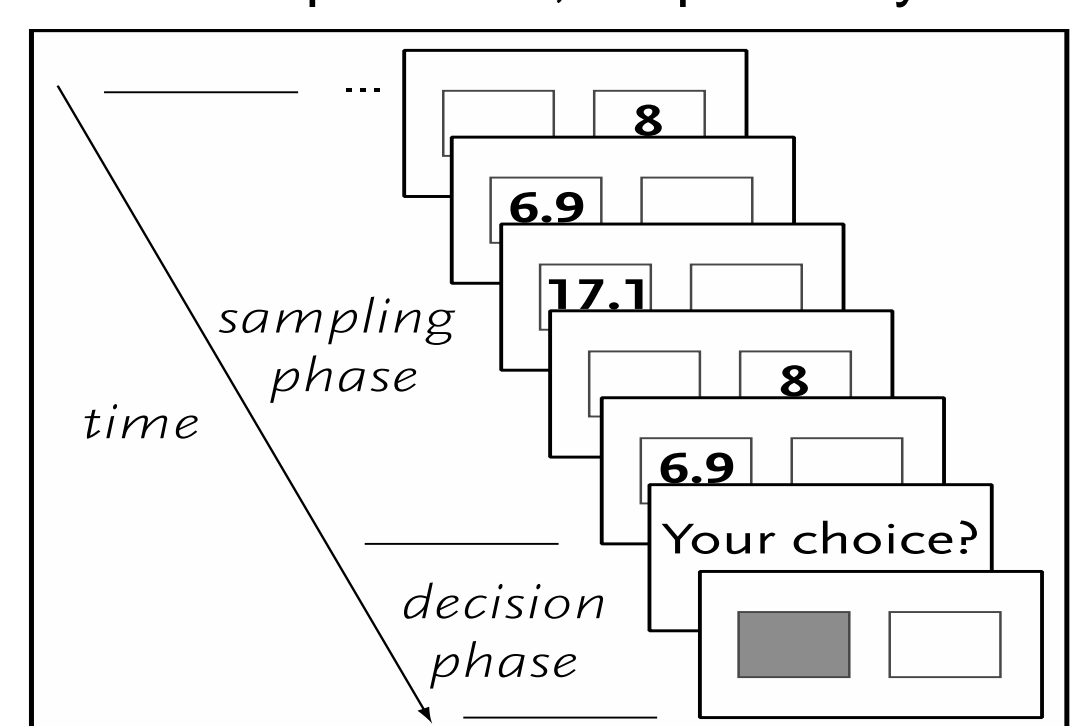 ...
8
6.9
17.1
sampling
phase
8
time
6.9
Your choice?
decision
phase